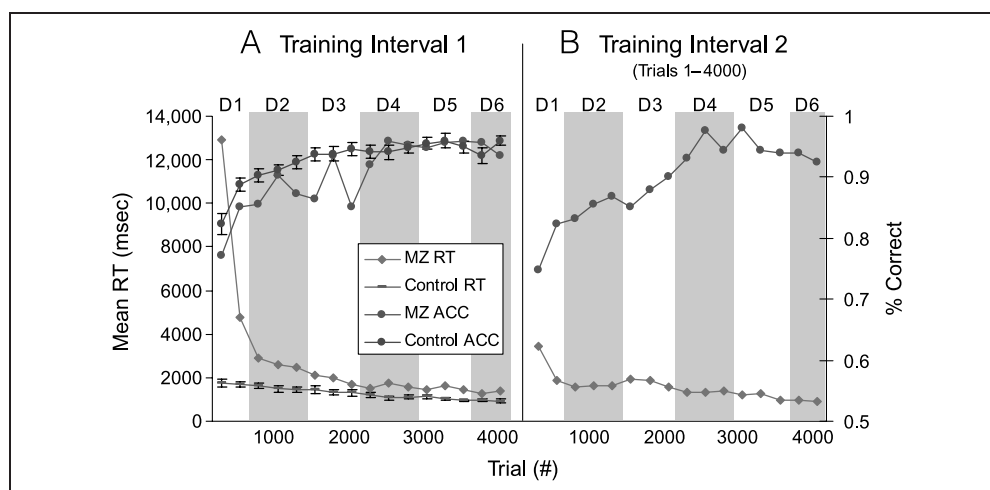 A Training Interval 1
B Training Interval 2
(Trials 1–4000)
D1 D2 D3 D4 D5 D6
D1 D2 D3 D4 D5 D6
14,000
12,000
10,000
8000
6000
4000
2000
0
Mean RT (msec)
MZ RT
Control RT
MZ ACC
Control ACC
1
0.9
0.8
0.7
0.6
0.5
% Correct
1000 2000 3000 4000
1000 2000 3000 4000
Trial (#)